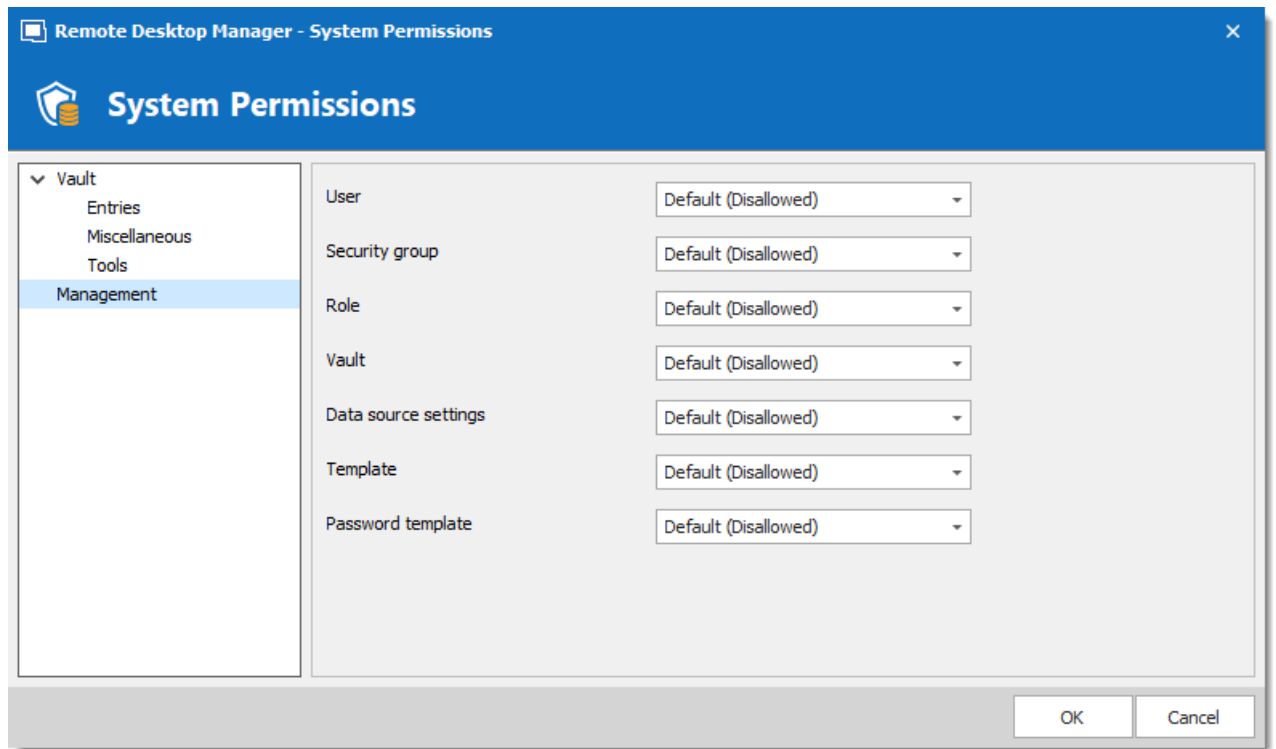 Remote Desktop Manager - System Permissions
System Permissions
Vault
Entries
Miscellaneous
Tools
Management
User Default (Disallowed)
Security group Default (Disallowed)
Role Default (Disallowed)
Vault Default (Disallowed)
Data source settings Default (Disallowed)
Template Default (Disallowed)
Password template Default (Disallowed)
OK Cancel